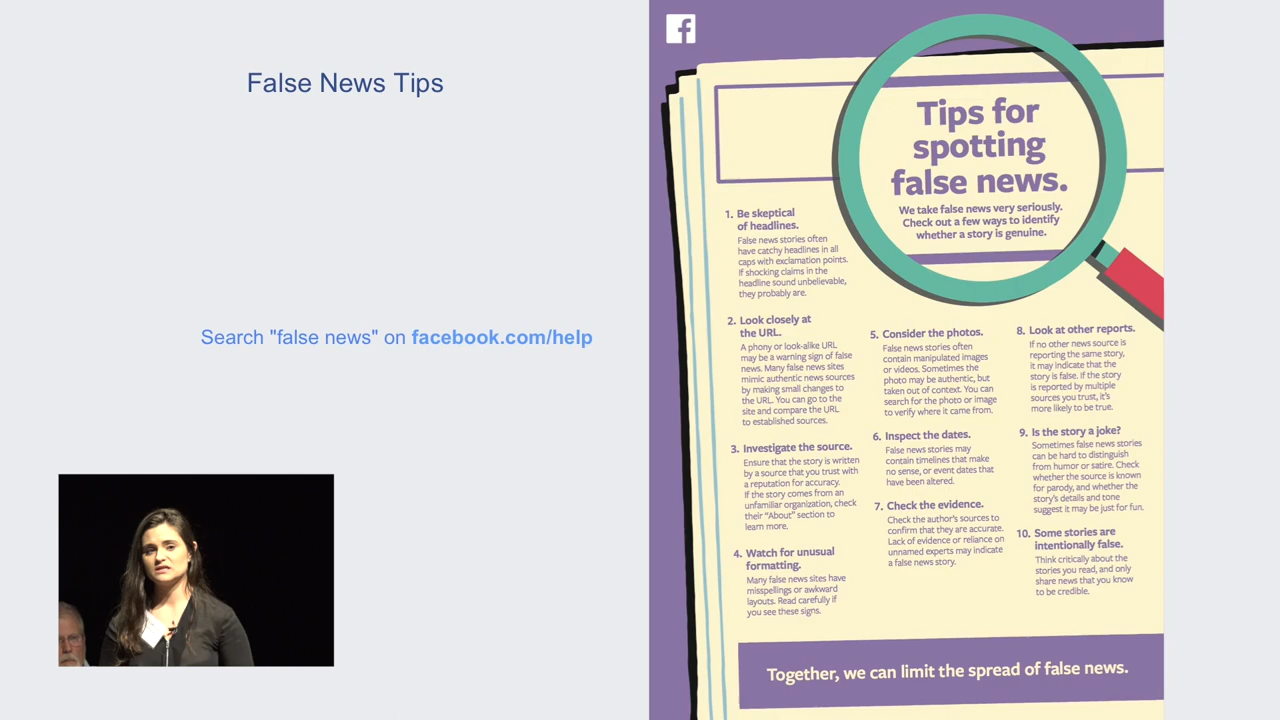 False News Tips
Search "false news" on facebook.com/help
f
Tips for
spotting
false news.
We take false news very seriously.
Check out a few ways to identify
whether a story is genuine.
1. Be skeptical
of headlines.
False news stories often
have catchy headlines in all
caps with exclamation points.
If shocking claims in the
headline sound unbelievable,
they probably are.
2. Look closely at
the URL.
A phony or look-alike URL
may be a warning sign of false
news. Many false news sites
mimic authentic news sources
by making small changes to
the URL. You can go to the
site and compare the URL
to established sources.
3. Investigate the source.
Ensure that the story is written
by a source that you trust with
a reputation for accuracy.
If the story comes from an
unfamiliar organization, check
their “About” section to
learn more.
4. Watch for unusual
formatting.
Many false news sites have
misspellings or awkward
layouts. Read carefully if
you see these signs.
5. Consider the photos.
False news stories often
contain manipulated images
or videos. Sometimes the
photo may be authentic, but
taken out of context. You can
search for the photo or image
to verify where it came from.
6. Inspect the dates.
False news stories may
contain timelines that make
no sense, or event dates that
have been altered.
7. Check the evidence.
Check the author's sources to
confirm that they are accurate.
Lack of evidence or reliance on
unnamed experts may indicate
a false news story.
8. Look at other reports.
If no other news source is
reporting the same story,
it may indicate that the
story is false. If the story
is reported by multiple
sources you trust, it's
more likely to be true.
9. Is the story a joke?
Sometimes false news stories
can be hard to distinguish
from humor or satire. Check
whether the source is known
for parody, and whether the
story's details and tone
suggest it may be just for fun.
10. Some stories are
intentionally false.
Think critically about the
stories you read, and only
share news that you know
to be credible.
Together, we can limit the spread of false news.